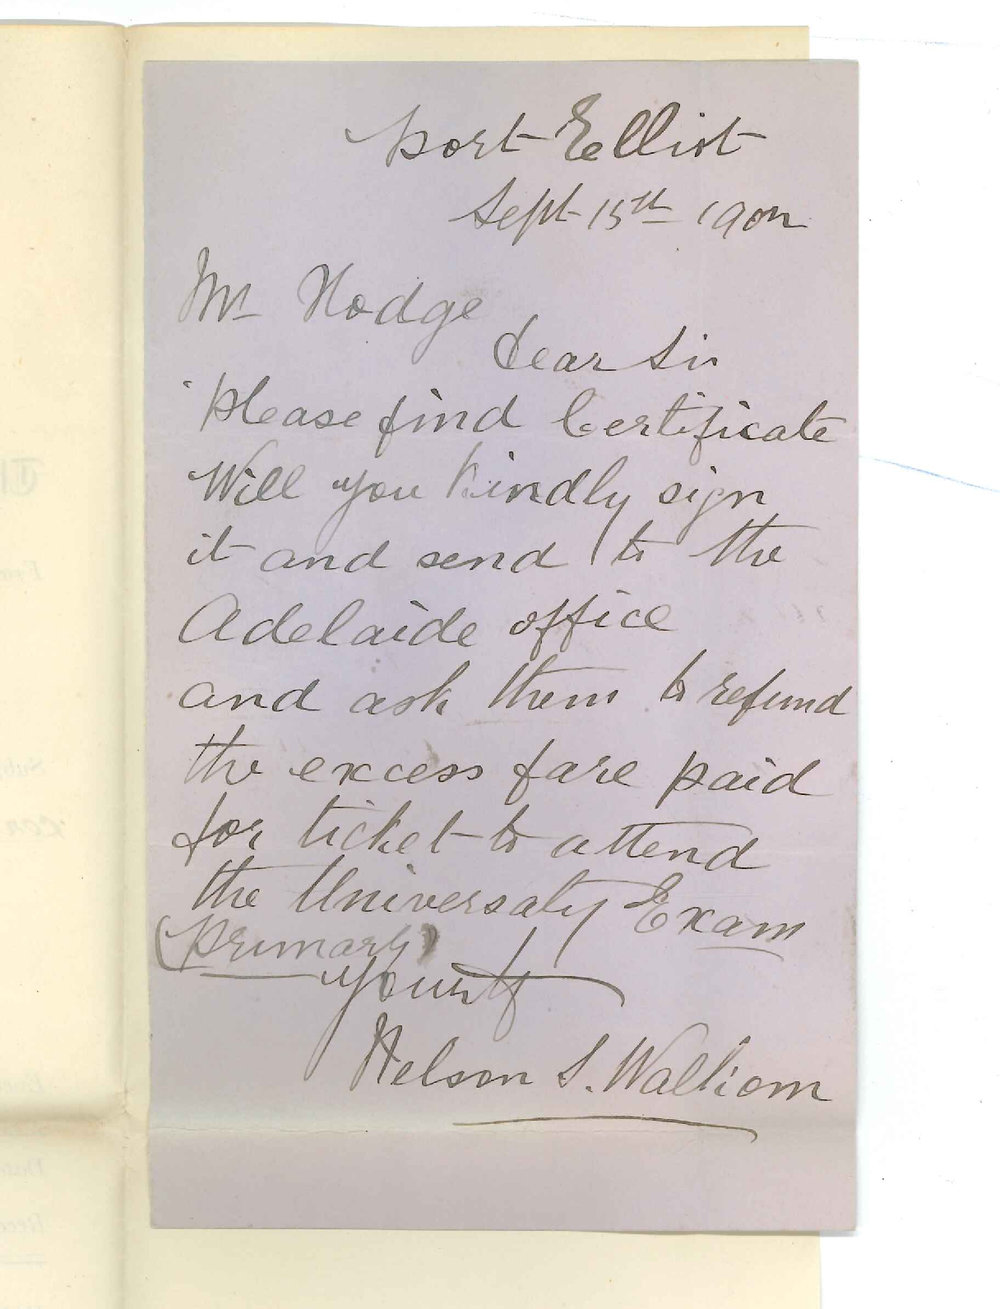 Port Elliot
Sept 15th 1902
Mr Hodge
Dear Sir
Please find Certificate
Will you kindly sign
it and send to the
Adelaide office
and ask them to refund
the excess fare paid
for ticket to attend
the Universaty Exam
(Primary)
Yours
Nelson S. Walliom